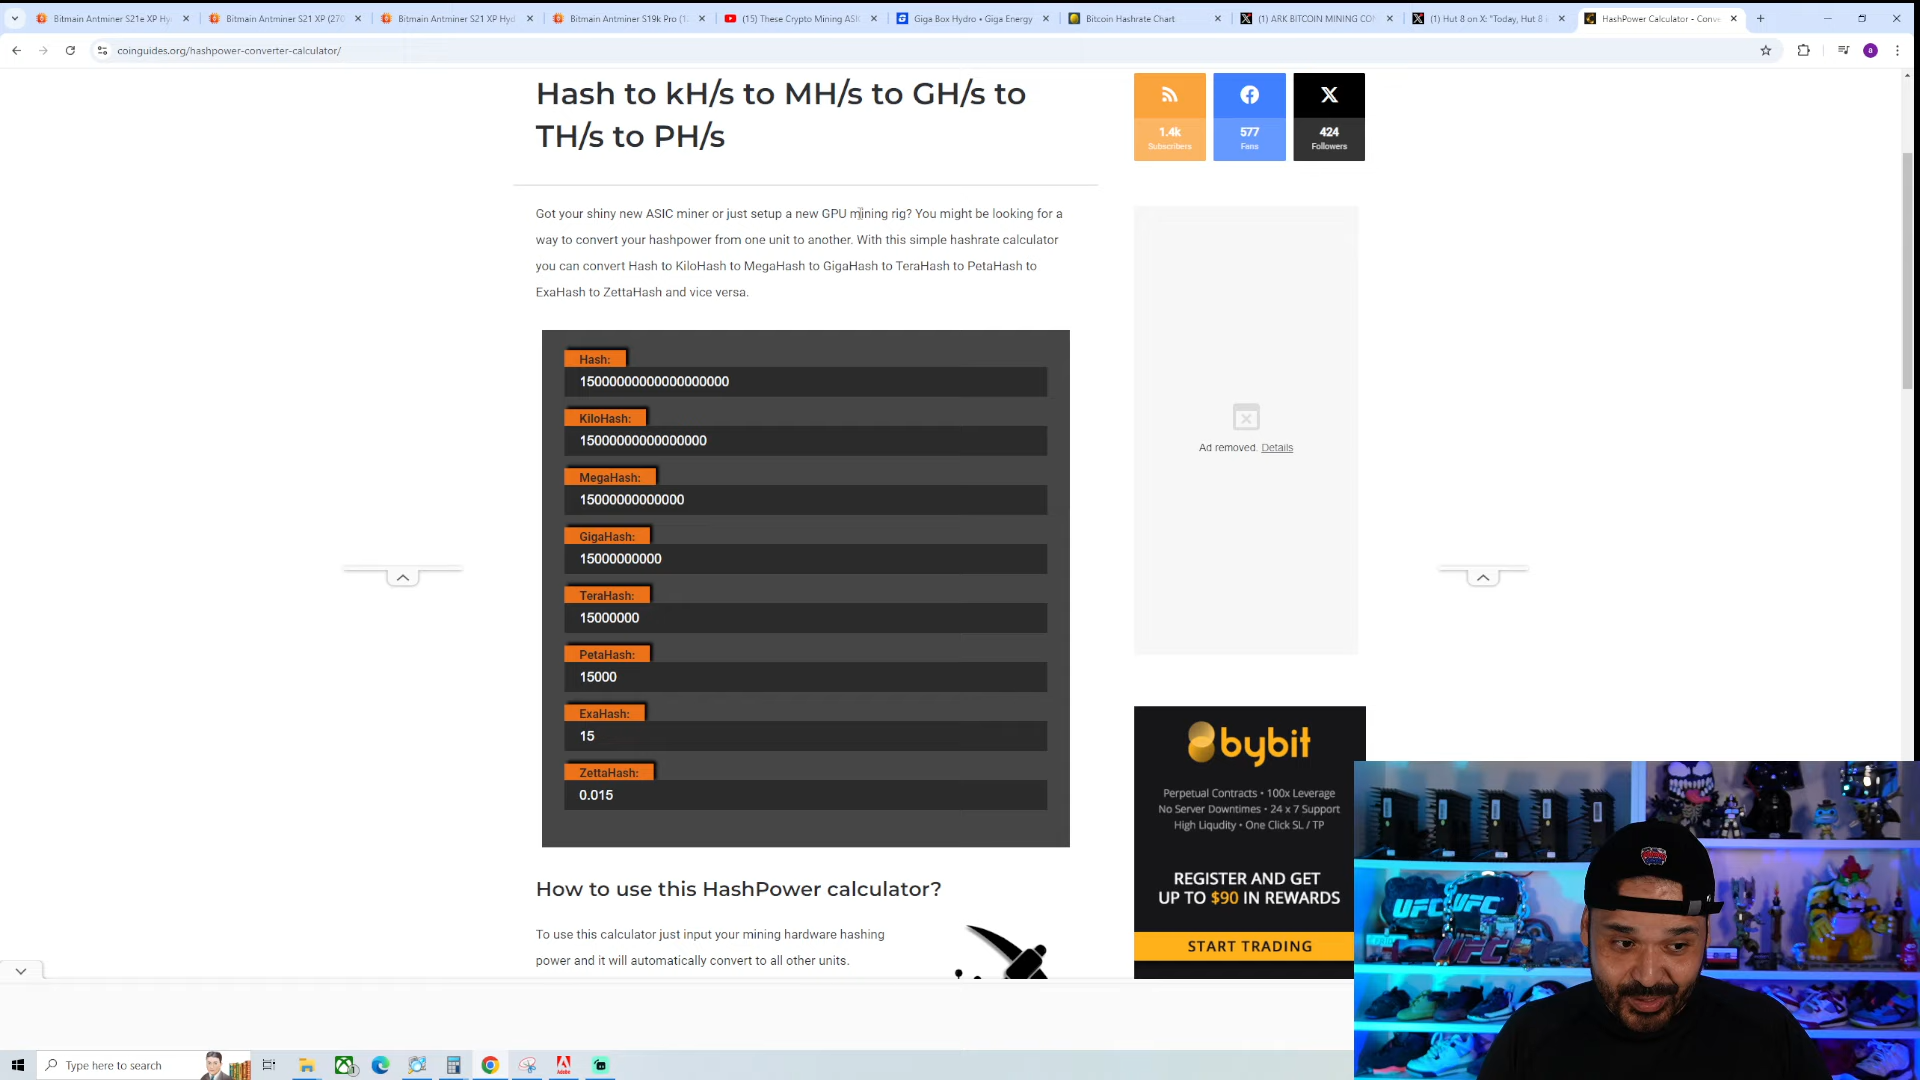 Bitmain Antminer S21e XP Hy
Bitmain Antminer S21 XP (270
Bitmain Antminer S21 XP Hyd
Bitmain Antminer S19k Pro (1
(15) These Crypto Mining ASIC
Giga Box Hydro • Giga Energy
Bitcoin Hashrate Chart
(1) ARK BITCOIN MINING CON
(1) Hut 8 on X: "Today, Hut 8 i
HashPower Calculator - Conve
coinguides.org/hashpower-converter-calculator/
a
Hash to kH/s to MH/s to GH/s to
TH/s to PH/s
1.4k
Subscribers
577
Fans
424
Followers
Got your shiny new ASIC miner or just setup a new GPU mining rig? You might be looking for a
way to convert your hashpower from one unit to another. With this simple hashrate calculator
you can convert Hash to KiloHash to MegaHash to GigaHash to TeraHash to PetaHash to
ExaHash to ZettaHash and vice versa.
Hash:
15000000000000000000
KiloHash:
15000000000000000
MegaHash:
15000000000000
GigaHash:
15000000000
TeraHash:
15000000
PetaHash:
15000
ExaHash:
15
ZettaHash:
0.015
Ad removed. Details
How to use this HashPower calculator?
To use this calculator just input your mining hardware hashing
power and it will automatically convert to all other units.
bybit
Perpetual Contracts • 100x Leverage
No Server Downtimes • 24 x 7 Support
High Liqudity • One Click SL / TP
REGISTER AND GET
UP TO $90 IN REWARDS
START TRADING
UFC UFC
UFC
Type here to search